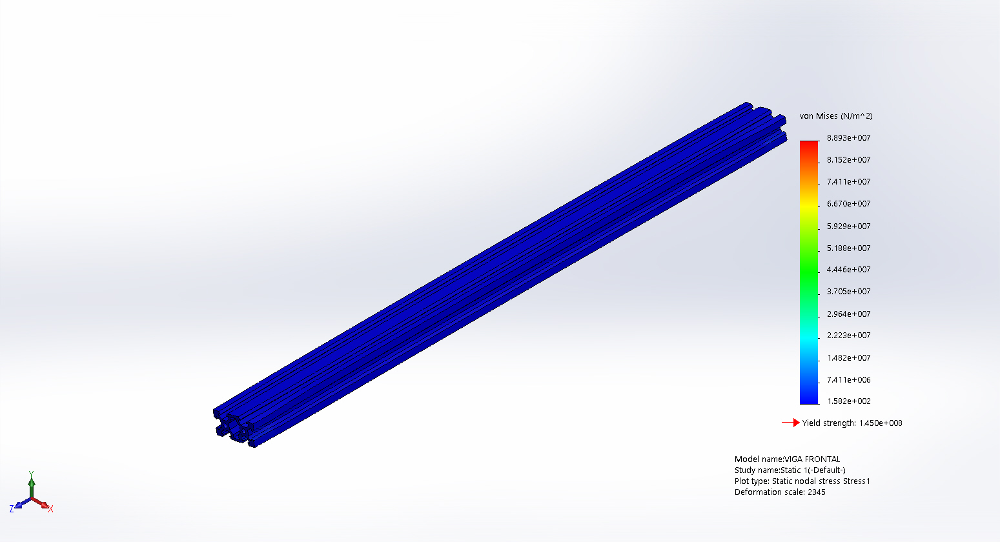 von Mises (N/m^2)
8.893e+007
8.152e+007
7.411e+007
6.670e+007
5.929e+007
5.188e+007
4.446e+007
3.705e+007
2.964e+007
2.223e+007
1.482e+007
7.411e+006
1.582e+002
Yield strength: 1.450e+008
Model name:VIGA FRONTAL
Study name:Static 1(-Default-)
Plot type: Static nodal stress Stress1
Deformation scale: 2345
Y
Z
X